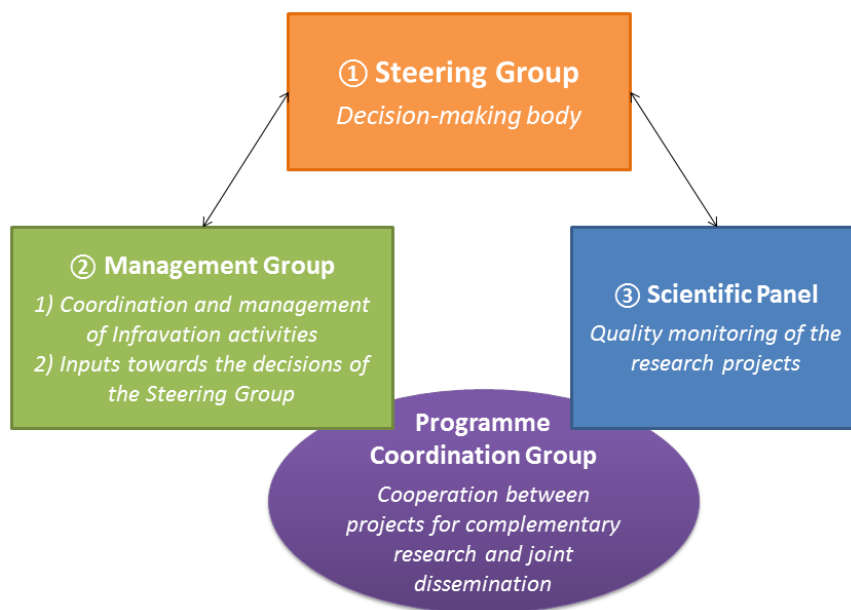 ① Steering Group
Decision-making body
② Management Group
1) Coordination and management
of Infravation activities
2) Inputs towards the decisions of
the Steering Group
③ Scientific Panel
Quality monitoring of the
research projects
Programme
Coordination Group
Cooperation between
projects for complementary
research and joint
dissemination